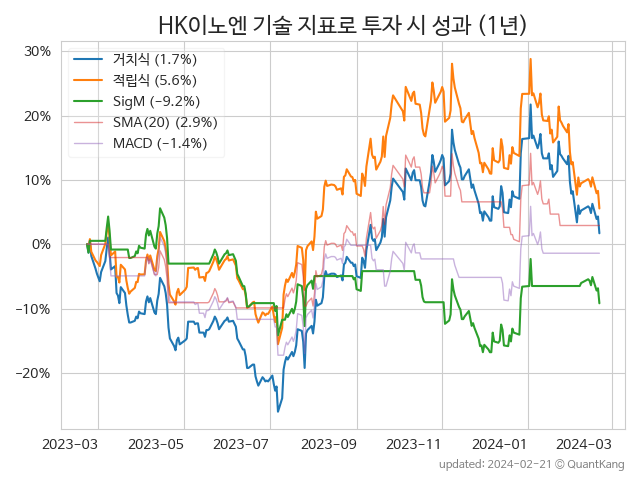 HK이노엔 기술 지표로 투자 시 성과 (1년)
거치식 (1.7%)
적립식 (5.6%)
SigM (−9.2%)
SMA(20) (2.9%)
MACD (−1.4%)
30%
20%
10%
0%
−10%
−20%
2023-03 2023-05 2023-07 2023-09 2023-11 2024-01 2024-03
updated: 2024-02-21 © QuantKang